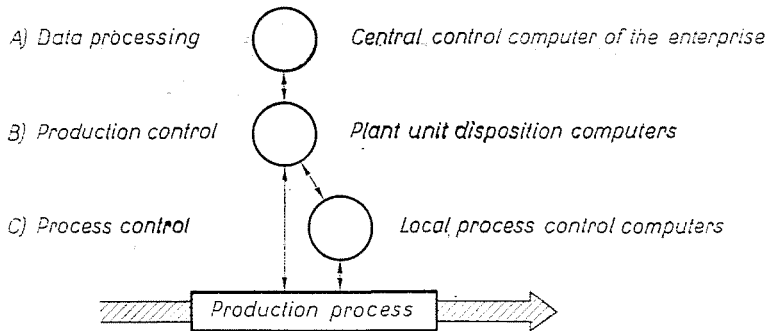 A) Data processing Central control computer of the enterprise
B) Production control Plant unit disposition computers
C) Process control Local process control computers
Production process